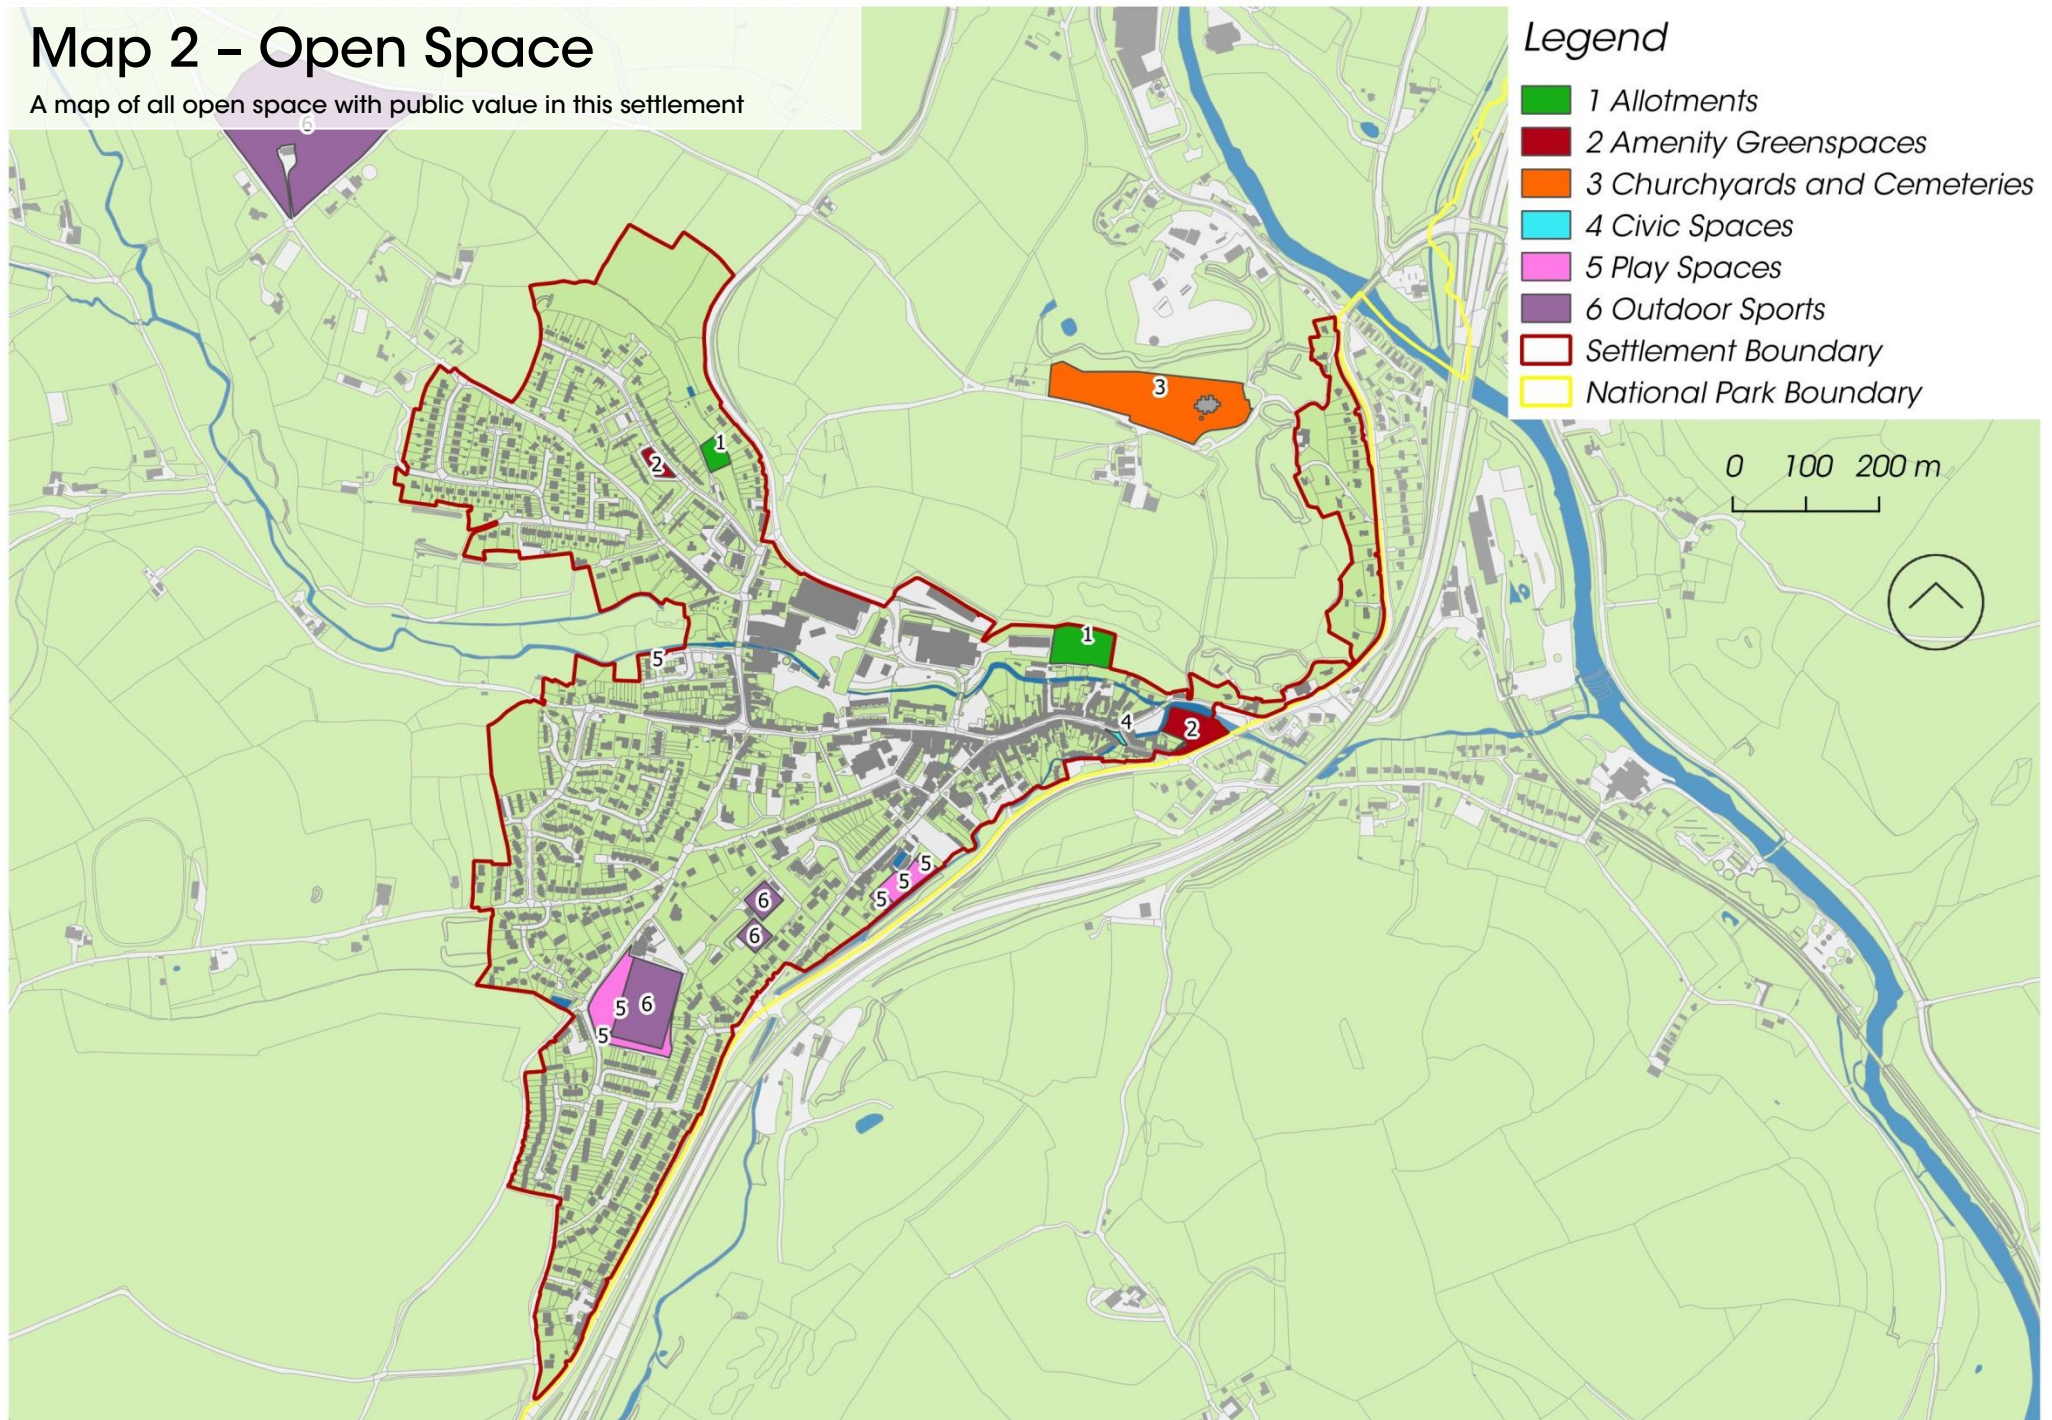 Map 2 – Open Space
A map of all open space with public value in this settlement
Legend
1 Allotments
2 Amenity Greenspaces
3 Churchyards and Cemeteries
4 Civic Spaces
5 Play Spaces
6 Outdoor Sports
Settlement Boundary
National Park Boundary
0 100 200 m
6
3
1
2
1
5
4
2
5
5
5
6
6
5
6
5